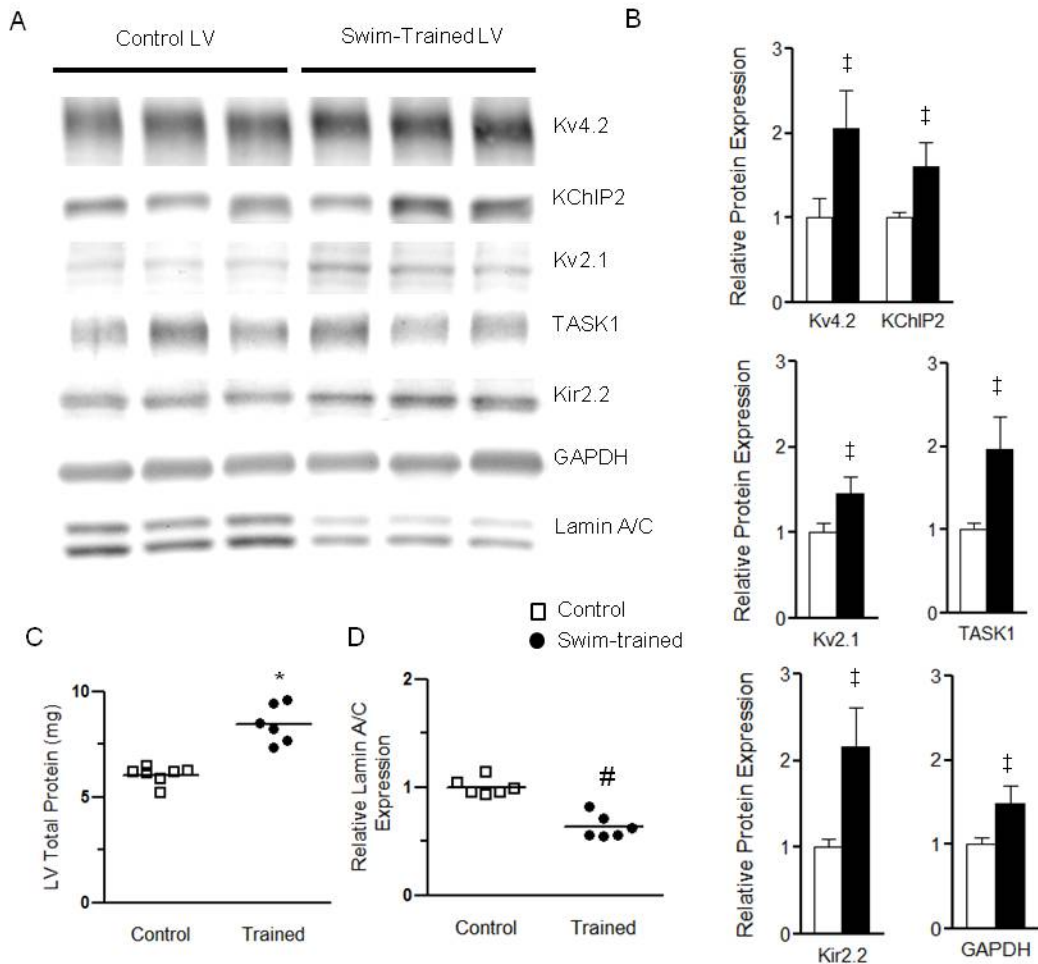 A
Control LV
Swim-Trained LV
Kv4.2
KChIP2
Kv2.1
TASK1
Kir2.2
GAPDH
Lamin A/C
B
Relative Protein Expression
3
2
1
0
‡
‡
Kv4.2
KChIP2
Relative Protein Expression
3
2
1
0
‡
Kv2.1
3
2
1
0
‡
TASK1
Relative Protein Expression
3
2
1
0
‡
Kir2.2
3
2
1
0
‡
GAPDH
Control
Swim-trained
C
LV Total Protein (mg)
10
5
0
*
Control
Trained
D
Relative Lamin A/C
Expression
2
1
0
#
Control
Trained